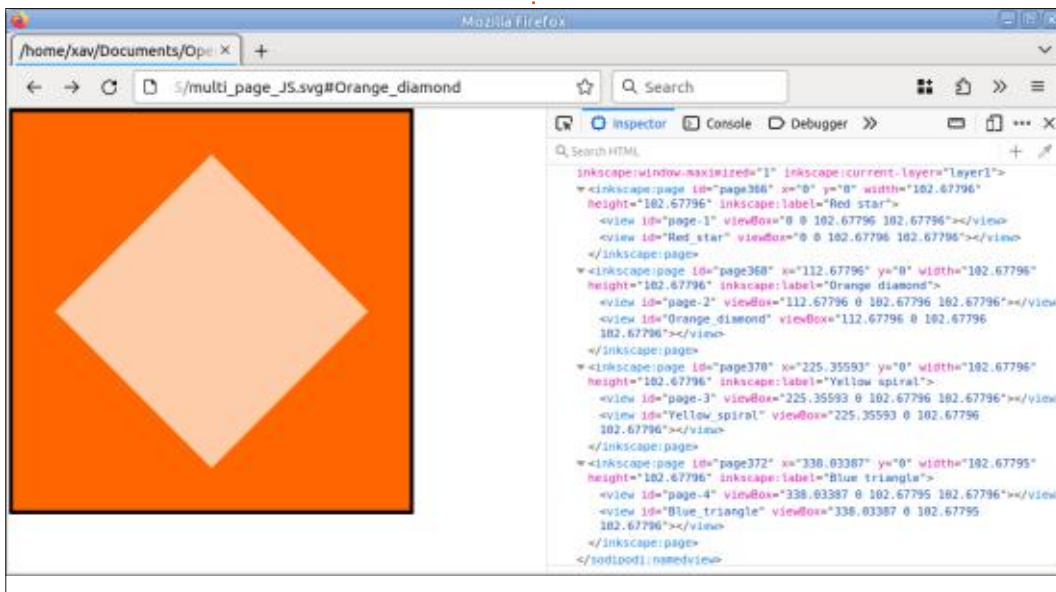 Mozilla Firefox
/home/xav/Documents/Ope × +
S/multi_page_JS.svg#Orange_diamond
Search
Inspector Console Debugger
Search HTML
inkscape:window-maximized="1" inkscape:current-layer="layer1">
<inkscape:page id="page366" x="0" y="0" width="102.67796"
height="102.67796" inkscape:label="Red star">
<view id="page-1" viewBox="0 0 102.67796 102.67796"></view>
<view id="Red_star" viewBox="0 0 102.67796 102.67796"></view>
</inkscape:page>
<inkscape:page id="page368" x="112.67796" y="0" width="102.67796"
height="102.67796" inkscape:label="Orange diamond">
<view id="page-2" viewBox="112.67796 0 102.67796 102.67796"></view>
<view id="Orange_diamond" viewBox="112.67796 0 102.67796
102.67796"></view>
</inkscape:page>
<inkscape:page id="page370" x="225.35593" y="0" width="102.67796"
height="102.67796" inkscape:label="Yellow spiral">
<view id="page-3" viewBox="225.35593 0 102.67796 102.67796"></view
<view id="Yellow_spiral" viewBox="225.35593 0 102.67796
102.67796"></view>
</inkscape:page>
<inkscape:page id="page372" x="338.03387" y="0" width="102.67795"
height="102.67796" inkscape:label="Blue triangle">
<view id="page-4" viewBox="338.03387 0 102.67795 102.67796"></view
<view id="Blue_triangle" viewBox="338.03387 0 102.67795
102.67796"></view>
</inkscape:page>
</sodipodi:namedview>